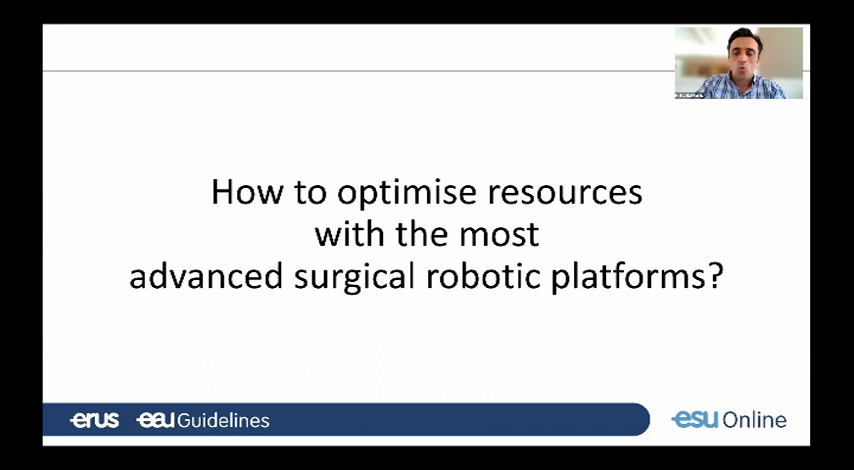 How to optimise resources
with the most
advanced surgical robotic platforms?
erus eau Guidelines
esu Online